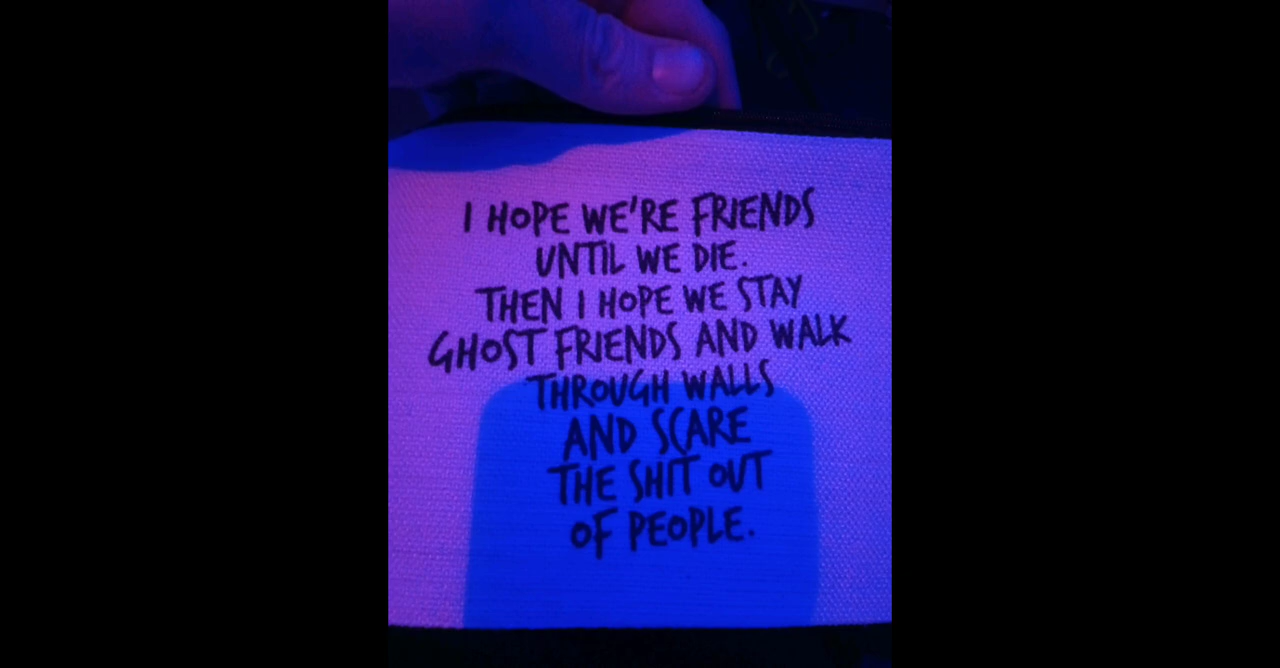 I HOPE WE'RE FRIENDS
UNTIL WE DIE.
THEN I HOPE WE STAY
GHOST FRIENDS AND WALK
THROUGH WALLS
AND SCARE
THE SHIT OUT
OF PEOPLE.